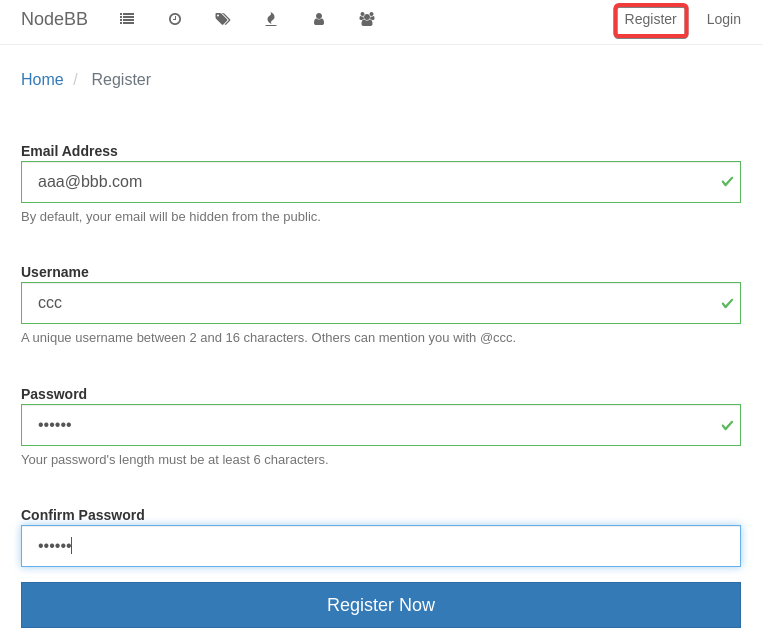 NodeBB Register Login
Home / Register
Email Address
aaa@bbb.com
By default, your email will be hidden from the public.
Username
ccc
A unique username between 2 and 16 characters. Others can mention you with @ccc.
Password
••••••
Your password's length must be at least 6 characters.
Confirm Password
••••••
Register Now